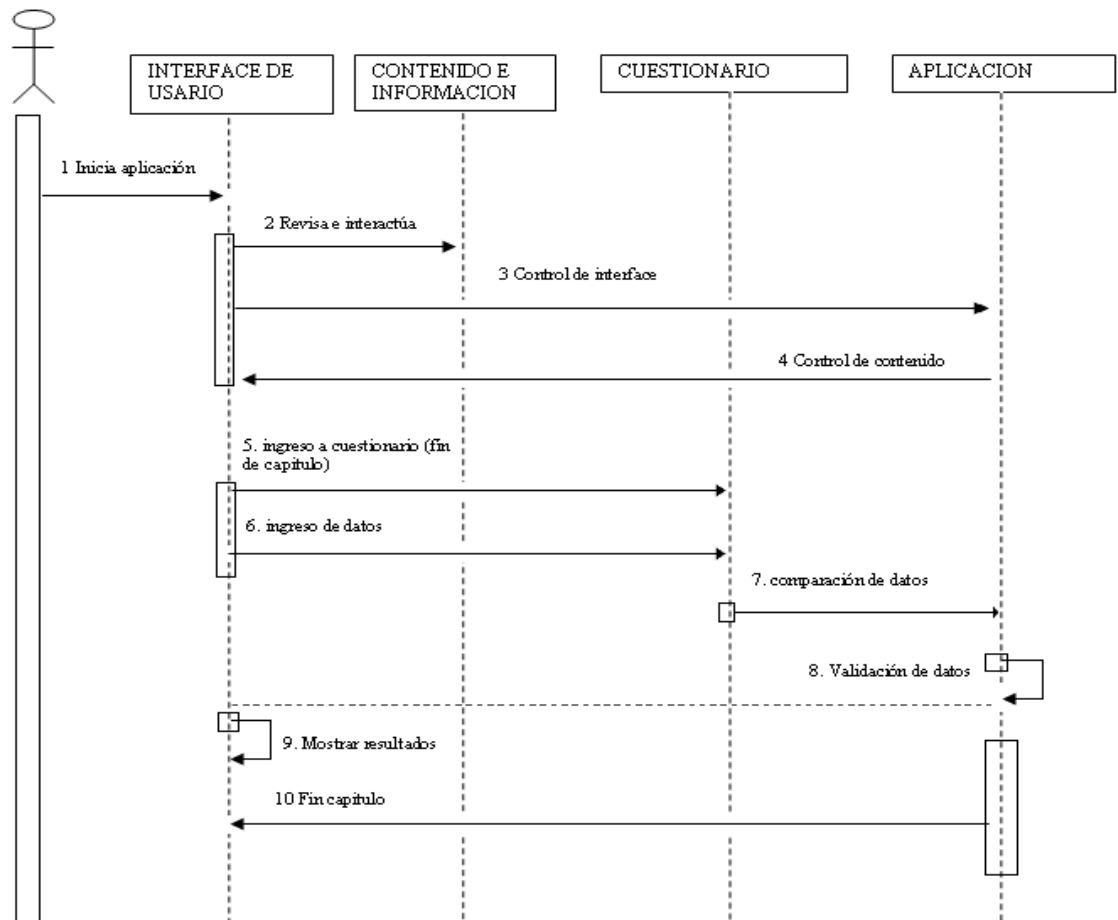 INTERFACE DE
USARIO
CONTENIDO E
INFORMACION
CUESTIONARIO
APLICACION
1 Inicia aplicación
2 Revisa e interactúa
3 Control de interface
4 Control de contenido
5. ingreso a cuestionario (fin
de capitulo)
6. ingreso de datos
7. comparación de datos
8. Validación de datos
9. Mostrar resultados
10 Fin capitulo